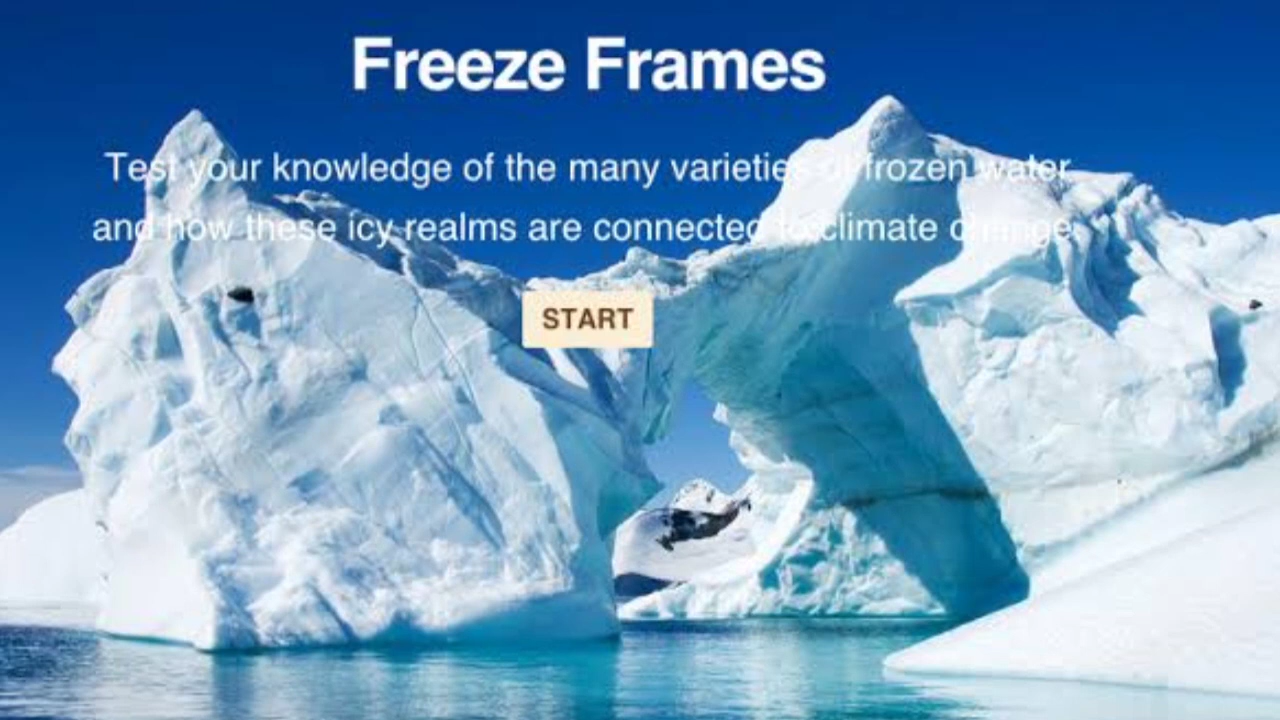 Freeze Frames
Test your knowledge of the many varieties of frozen water
and how these icy realms are connected to climate change.
START